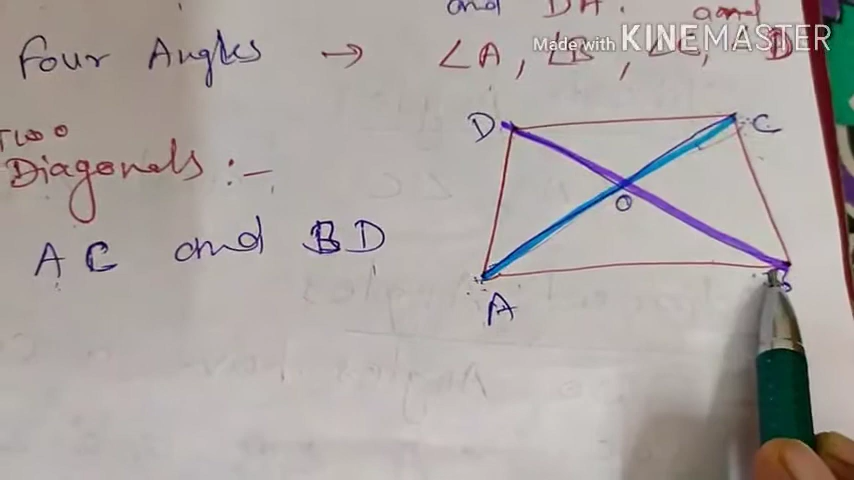 and DA. and
Made with KINEMASTER
Four Angles → ∠A, ∠B, ∠C, ∠D
Two
Diagonals :-
AC and BD
D C
O
A B